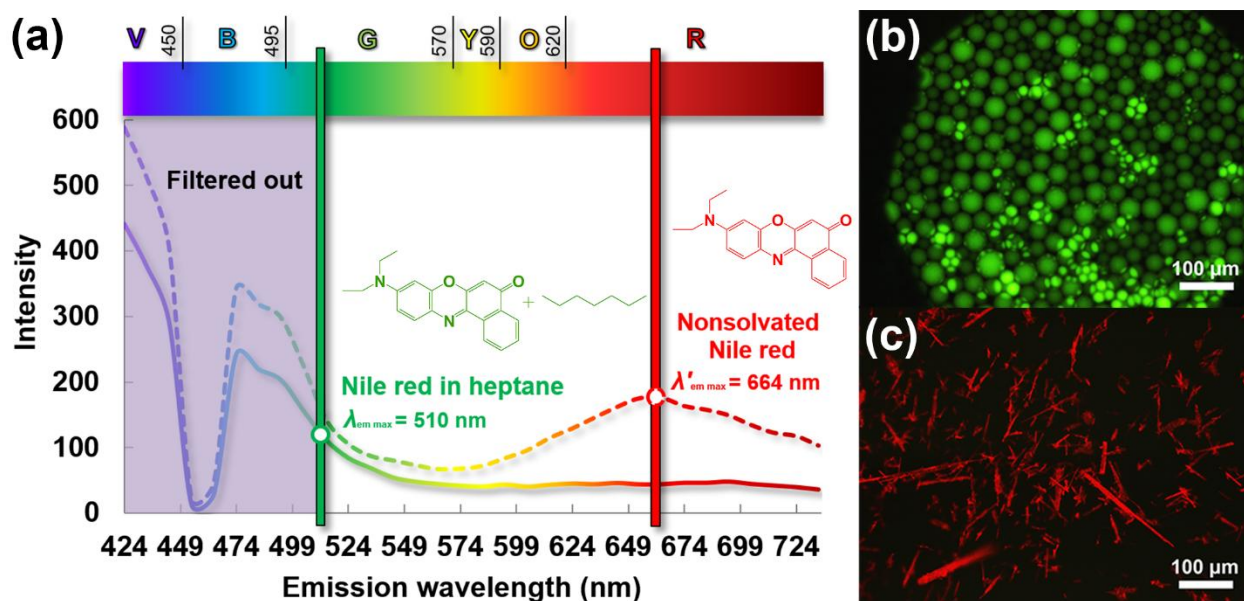 (a)
V
450
B
495
G
570
Y
590
O
620
R
600
500
400
300
200
100
0
Intensity
Filtered out
N
O
O
N
+
Nile red in heptane
λem max = 510 nm
N
O
O
N
Nonsolvated
Nile red
λ'em max = 664 nm
424 449 474 499 524 549 574 599 624 649 674 699 724
Emission wavelength (nm)
(b)
100 µm
(c)
100 µm